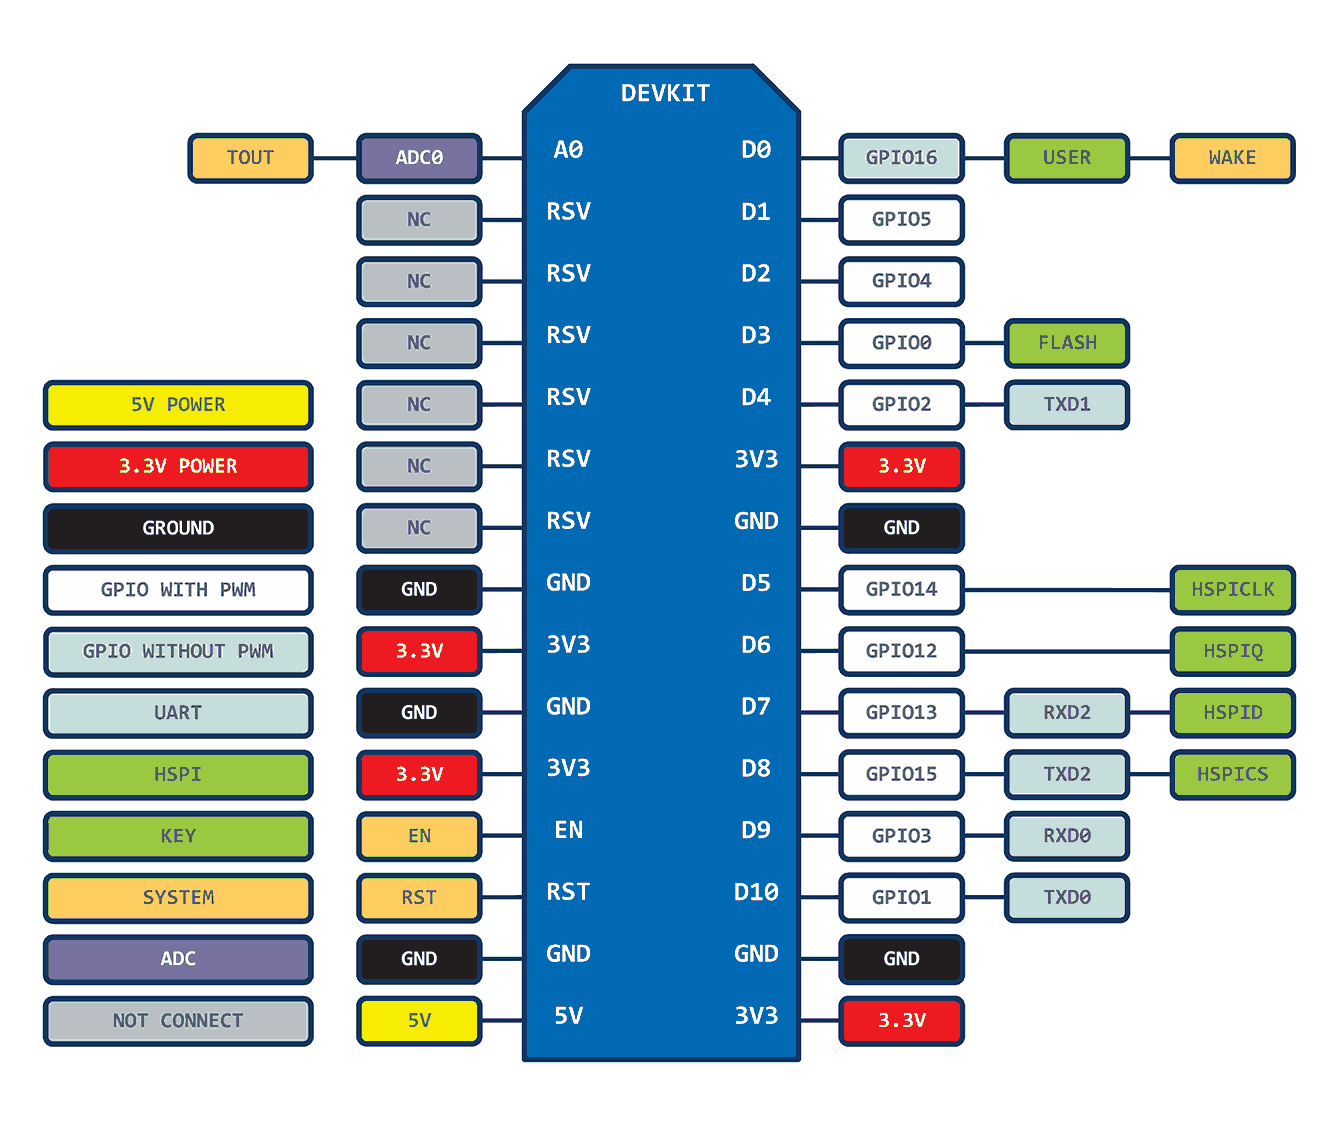 DEVKIT
TOUT ADC0 A0 D0 GPIO16 USER WAKE
NC RSV D1 GPIO5
NC RSV D2 GPIO4
NC RSV D3 GPIO0 FLASH
5V POWER NC RSV D4 GPIO2 TXD1
3.3V POWER NC RSV 3V3 3.3V
GROUND NC RSV GND GND
GPIO WITH PWM GND GND D5 GPIO14 HSPICLK
GPIO WITHOUT PWM 3.3V 3V3 D6 GPIO12 HSPIQ
UART GND GND D7 GPIO13 RXD2 HSPID
HSPI 3.3V 3V3 D8 GPIO15 TXD2 HSPICS
KEY EN EN D9 GPIO3 RXD0
SYSTEM RST RST D10 GPIO1 TXD0
ADC GND GND GND GND
NOT CONNECT 5V 5V 3V3 3.3V